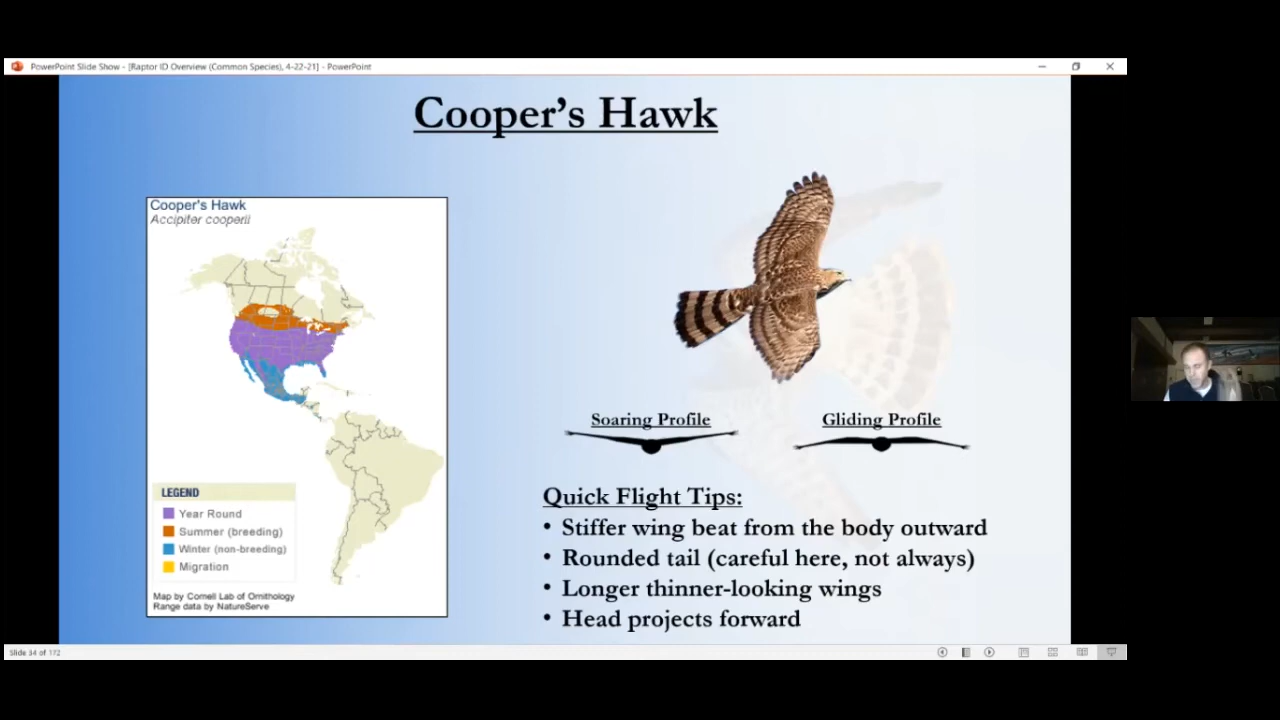 PowerPoint Slide Show - [Raptor ID Overview (Common Species), 4-22-21] - PowerPoint
Cooper's Hawk
Cooper's Hawk
Accipiter cooperii
LEGEND
Year Round
Summer (breeding)
Winter (non-breeding)
Migration
Map by Cornell Lab of Ornithology
Range data by NatureServe
Soaring Profile
Gliding Profile
Quick Flight Tips:
• Stiffer wing beat from the body outward
• Rounded tail (careful here, not always)
• Longer thinner-looking wings
• Head projects forward
Slide 34 of 172